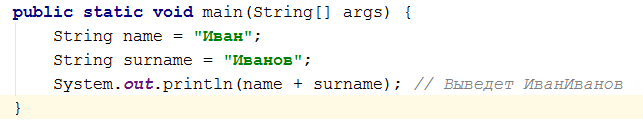 public static void main(String[] args) {
    String name = "Иван";
    String surname = "Иванов";
    System.out.println(name + surname); // Выведет ИванИванов
}